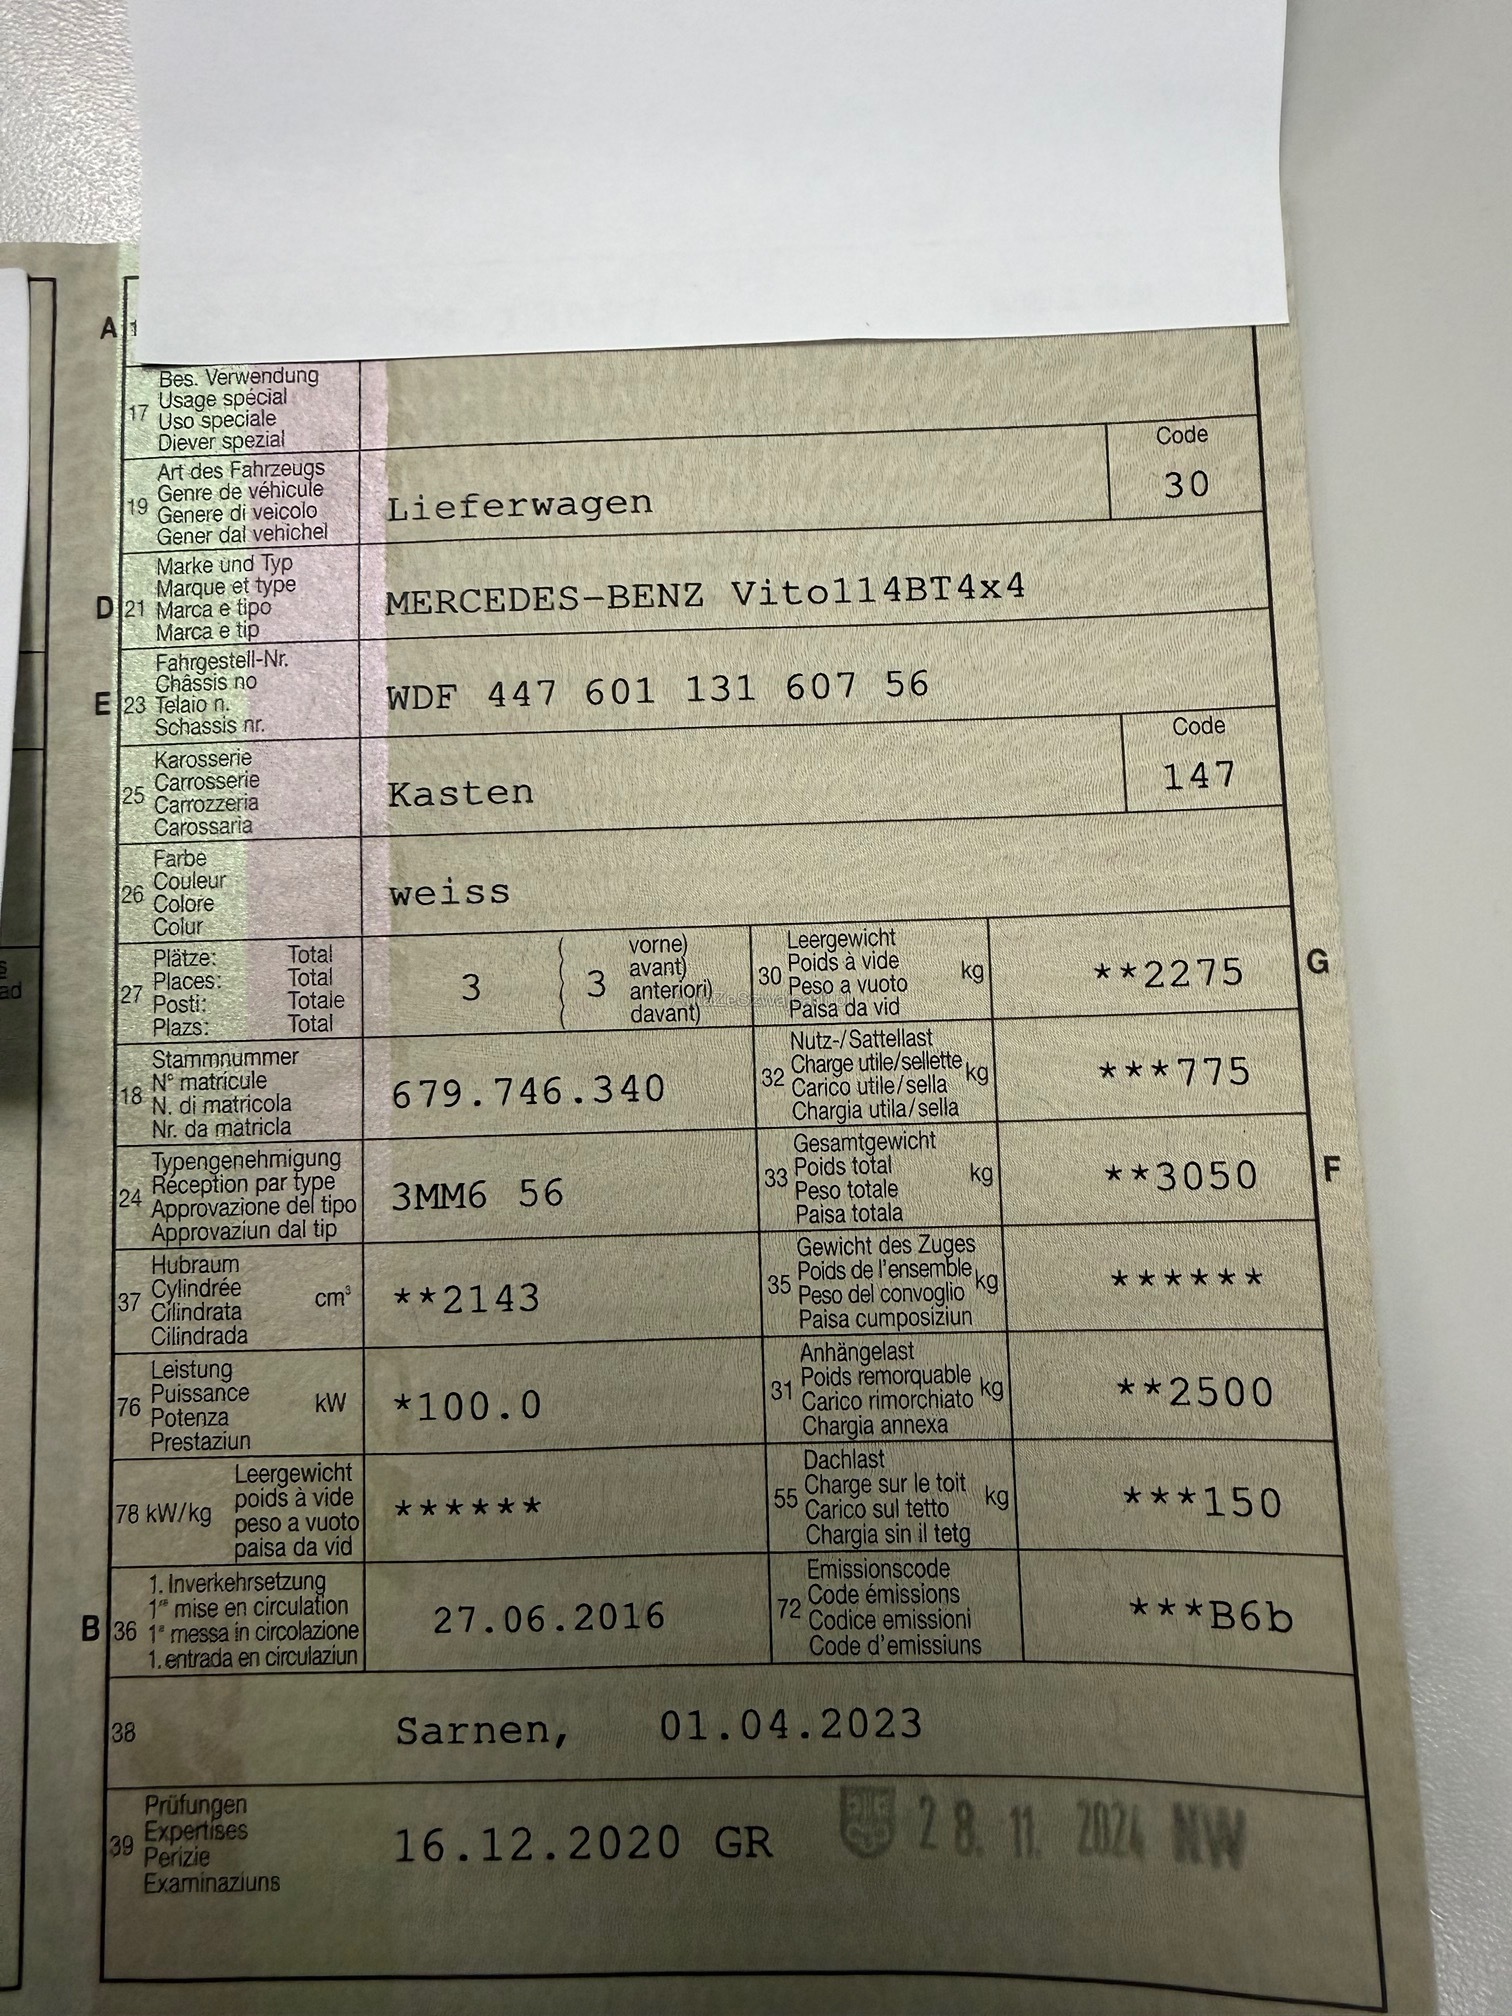 A 1
17 Bes. Verwendung
Usage spécial
Uso speciale
Diever spezial
19 Art des Fahrzeugs
Genre de véhicule
Genere di veicolo
Gener dal vehichel
Lieferwagen
Code
30
D 21 Marke und Typ
Marque et type
Marca e tipo
Marca e tip
MERCEDES-BENZ Vito114BT4x4
E 23 Fahrgestell-Nr.
Châssis no
Telaio n.
Schassis nr.
WDF 447 601 131 607 56
25 Karosserie
Carrosserie
Carrozzeria
Carossaria
Kasten
Code
147
26 Farbe
Couleur
Colore
Colur
weiss
27 Plätze: Total
Places: Total
Posti: Totale
Plazs: Total
3 ( 3 vorne)
avant)
anteriori)
davant)
30 Leergewicht
Poids à vide
Peso a vuoto
Paisa da vid
kg
**2275
G
18 Stammnummer
N° matricule
N. di matricola
Nr. da matricla
679.746.340
32 Nutz-/Sattellast
Charge utile/sellette
Carico utile/sella
Chargia utila/sella
kg
***775
24 Typengenehmigung
Réception par type
Approvazione del tipo
Approvaziun dal tip
3MM6 56
33 Gesamtgewicht
Poids total
Peso totale
Paisa totala
kg
**3050
F
37 Hubraum
Cylindrée
Cilindrata
Cilindrada
cm³
**2143
35 Gewicht des Zuges
Poids de l'ensemble
Peso del convoglio
Paisa cumposiziun
kg
******
76 Leistung
Puissance
Potenza
Prestaziun
kW
*100.0
31 Anhängelast
Poids remorquable
Carico rimorchiato
Chargia annexa
kg
**2500
78 kW/kg Leergewicht
poids à vide
peso a vuoto
paisa da vid
******
55 Dachlast
Charge sur le toit
Carico sul tetto
Chargia sin il tetg
kg
***150
B 36 1. Inverkehrsetzung
1re mise en circulation
1a messa in circolazione
1. entrada en circulaziun
27.06.2016
72 Emissionscode
Code émissions
Codice emissioni
Code d'emissiuns
***B6b
38 Sarnen, 01.04.2023
39 Prüfungen
Expertises
Perizie
Examinaziuns
16.12.2020 GR
28. 11. 2024 NW